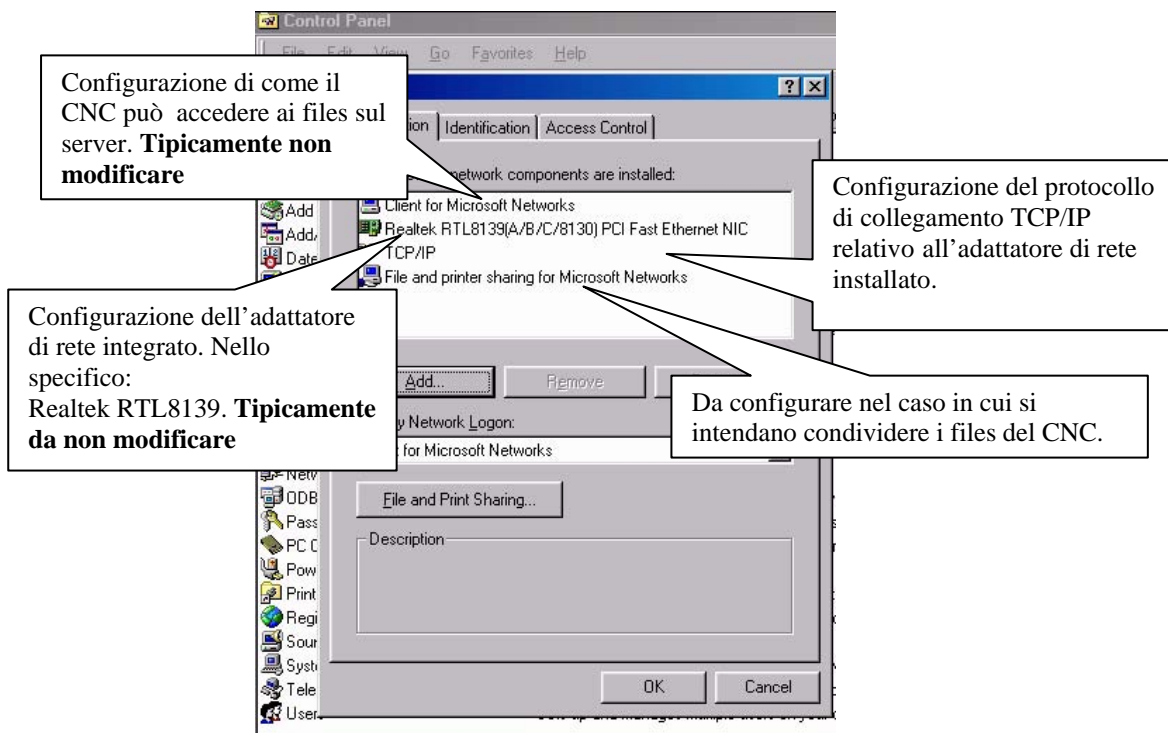 Control Panel
File Edit View Go Favorites Help
Configurazione di come il
CNC può accedere ai files sul
server. Tipicamente non
modificare
Identification
Access Control
network components are installed:
Client for Microsoft Networks
Realtek RTL8139(A/B/C/8130) PCI Fast Ethernet NIC
TCP/IP
File and printer sharing for Microsoft Networks
Configurazione del protocollo
di collegamento TCP/IP
relativo all’adattatore di rete
installato.
Configurazione dell’adattatore
di rete integrato. Nello
specifico:
Realtek RTL8139. Tipicamente
da non modificare
Add...
Remove
Da configurare nel caso in cui si
intendano condividere i files del CNC.
Network Logon:
for Microsoft Networks
File and Print Sharing...
Description
OK
Cancel
Add
Add/
Date
ODB
Pass
PC C
Pow
Print
Regi
Sour
Syst
Tele
User